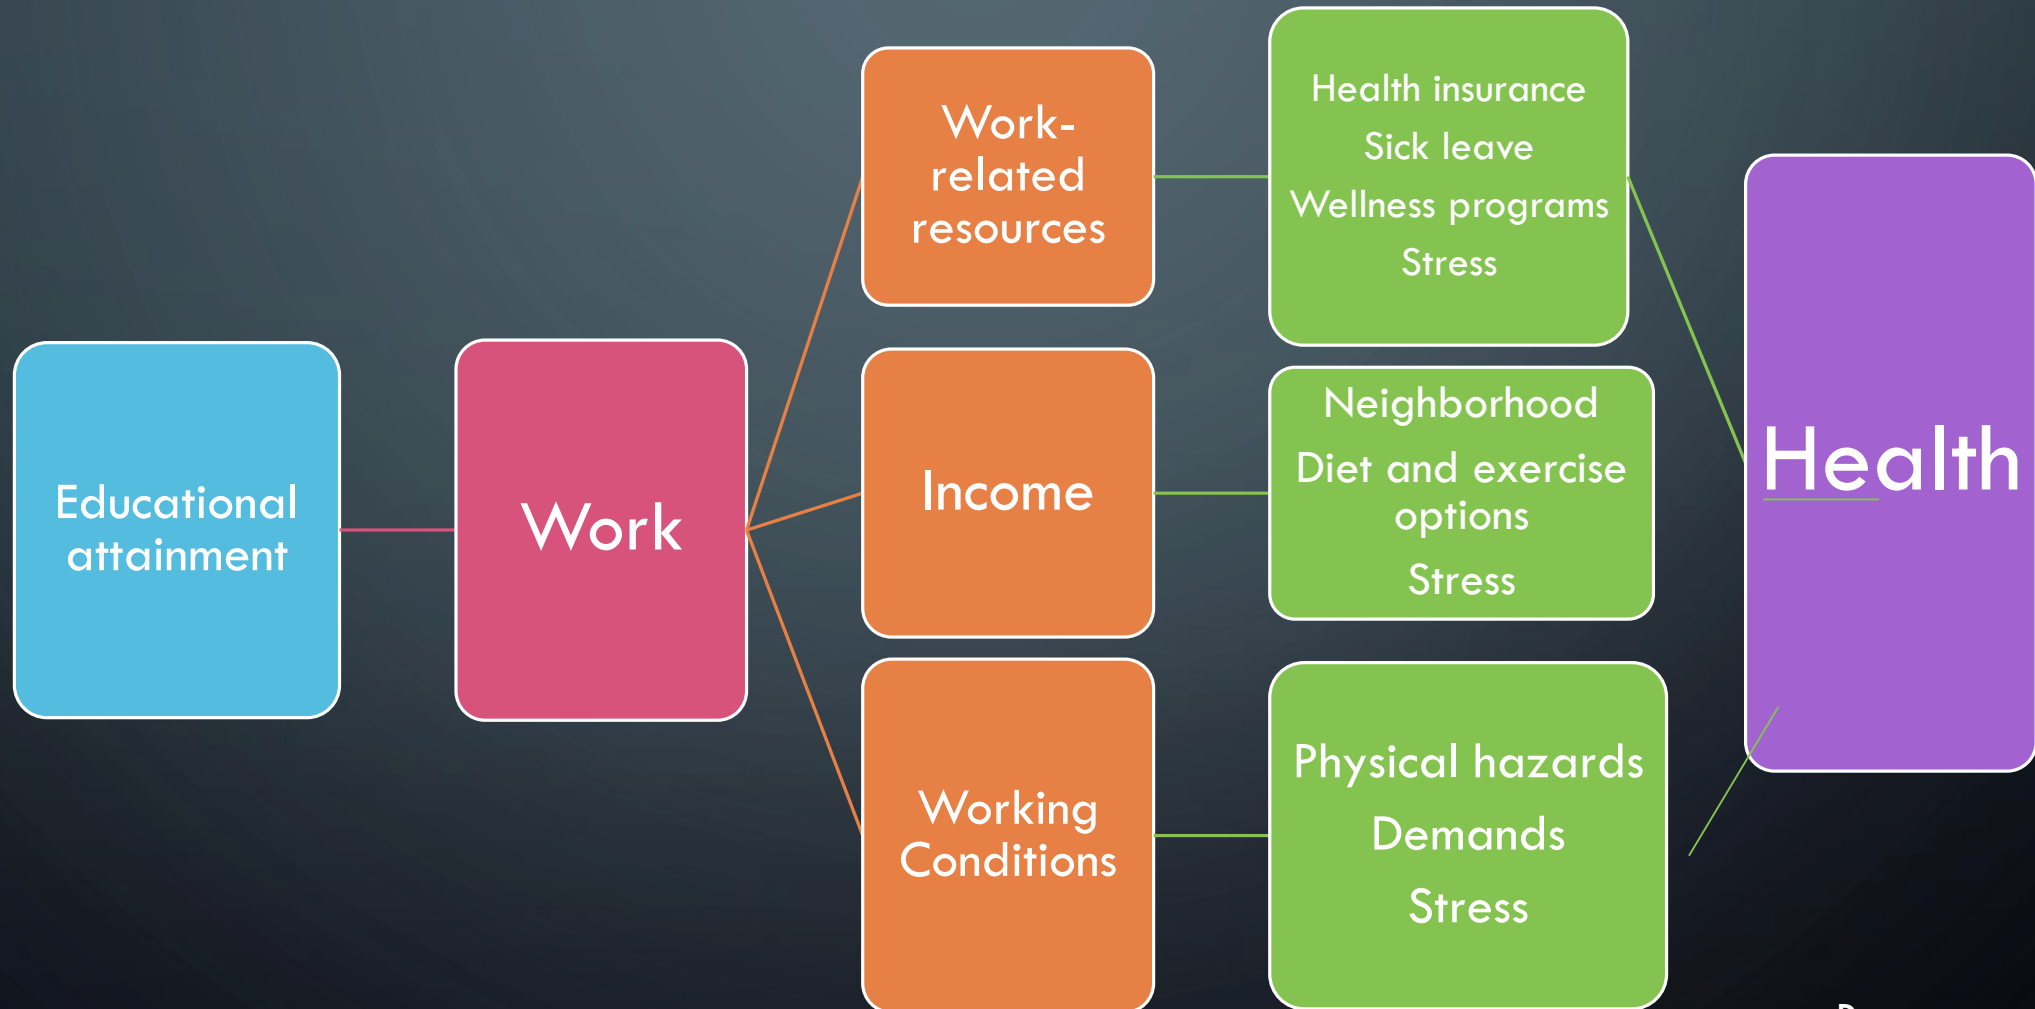 Educational
attainment
Work
Work-
related
resources
Income
Working
Conditions
Health insurance
Sick leave
Wellness programs
Stress
Neighborhood
Diet and exercise
options
Stress
Physical hazards
Demands
Stress
Health